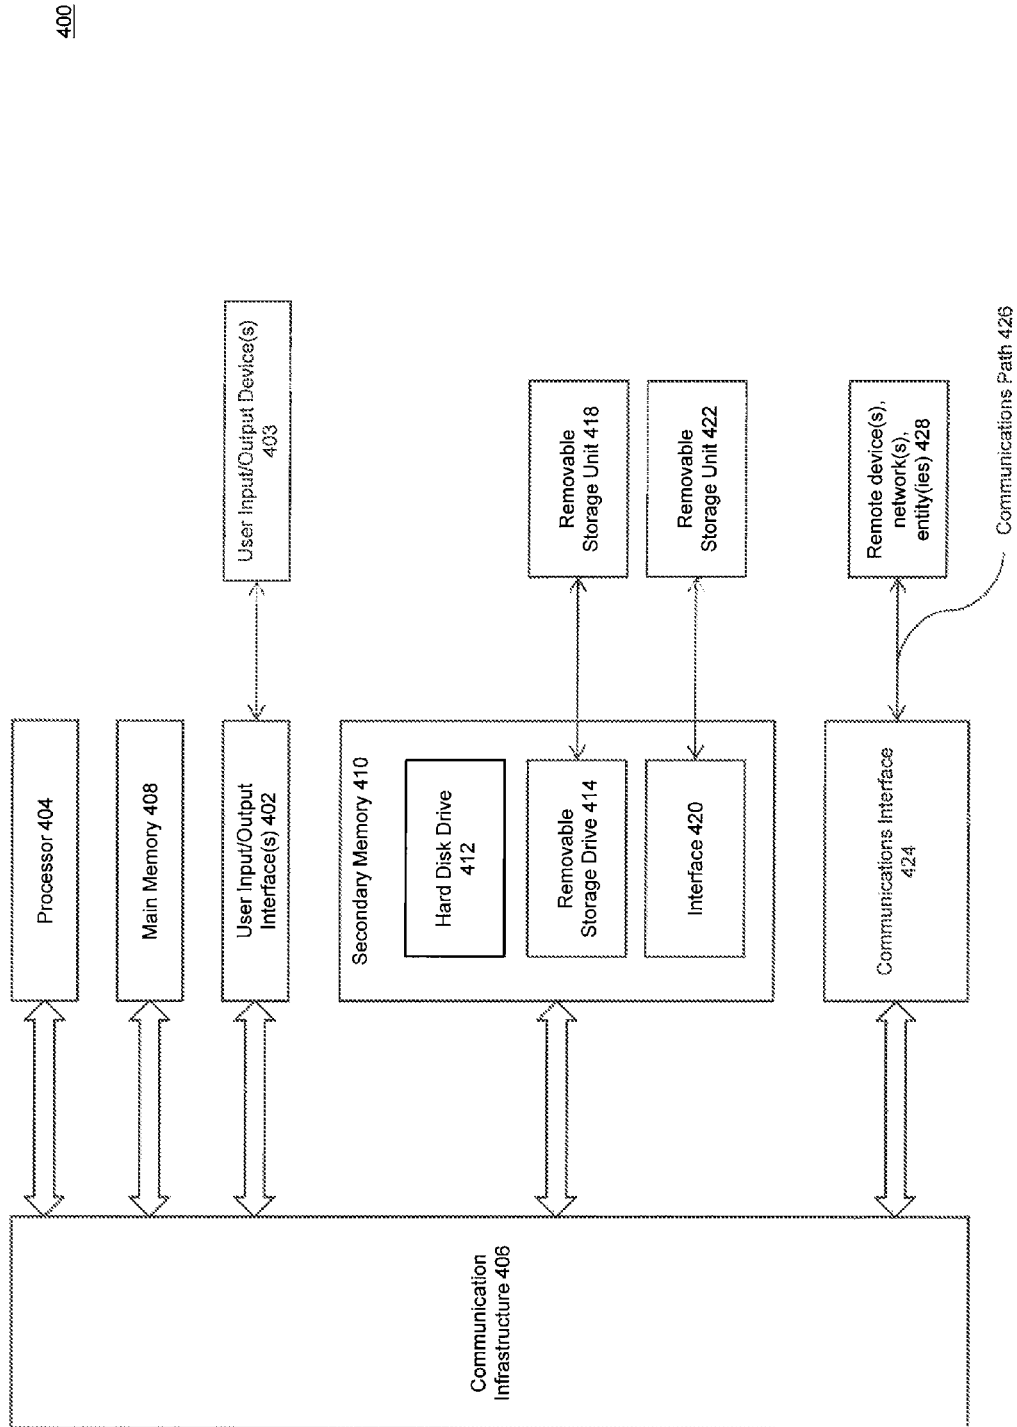 400
Processor 404
Main Memory 408
User Input/Output
Interface(s) 402
User Input/Output Device(s)
403
Secondary Memory 410
Hard Disk Drive
412
Removable
Storage Drive 414
Removable
Storage Unit 418
Interface 420
Removable
Storage Unit 422
Communications Interface
424
Remote device(s),
network(s),
entity(ies) 428
Communications Path 426
Communication
Infrastructure 406